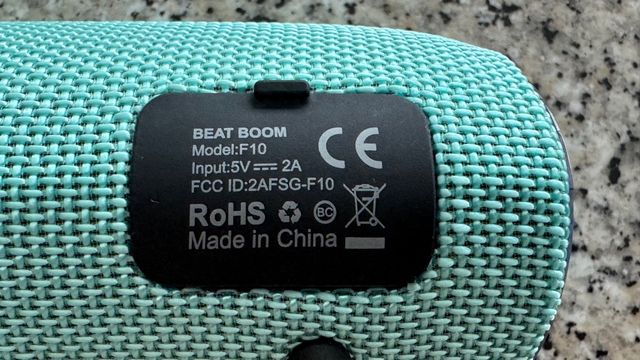 BEAT BOOM
Model:F10
Input:5V⎓2A
FCC ID:2AFSG-F10
CE
RoHS BC
Made in China